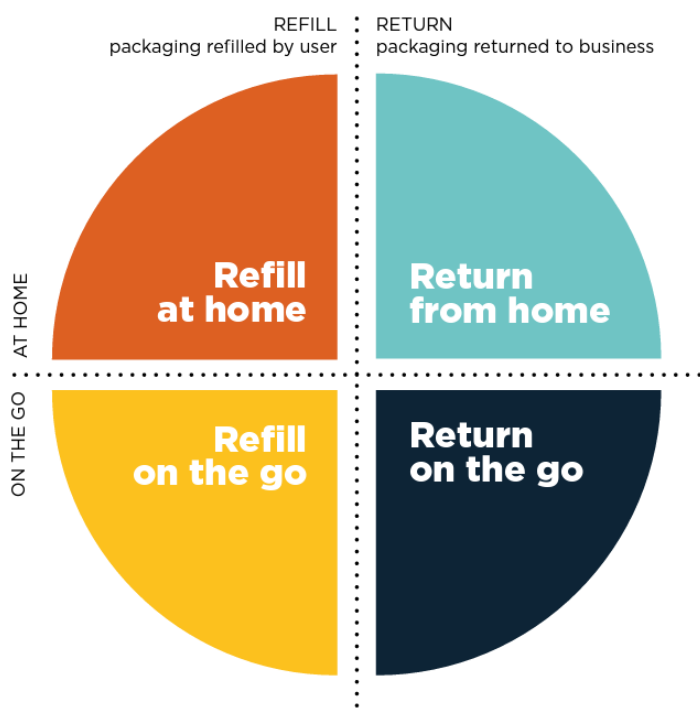 REFILL
packaging refilled by user
RETURN
packaging returned to business
AT HOME
Refill
at home
Return
from home
ON THE GO
Refill
on the go
Return
on the go